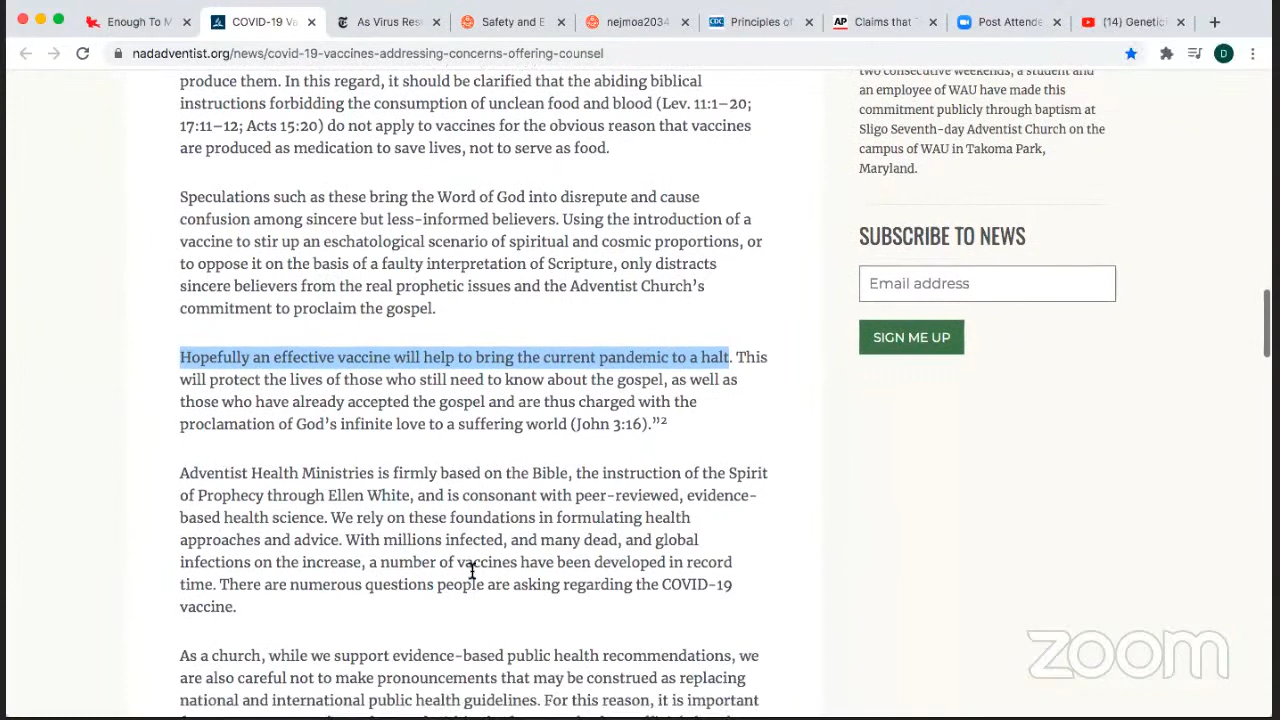 Enough To M
COVID-19 Va
As Virus Res
Safety and E
nejmoa2034
CDC
Principles of
AP
Claims that
Post Attende
(14) Genetic
nadadventist.org/news/covid-19-vaccines-addressing-concerns-offering-counsel
D
produce them. In this regard, it should be clarified that the abiding biblical
instructions forbidding the consumption of unclean food and blood (Lev. 11:1–20;
17:11–12; Acts 15:20) do not apply to vaccines for the obvious reason that vaccines
are produced as medication to save lives, not to serve as food.
Speculations such as these bring the Word of God into disrepute and cause
confusion among sincere but less-informed believers. Using the introduction of a
vaccine to stir up an eschatological scenario of spiritual and cosmic proportions, or
to oppose it on the basis of a faulty interpretation of Scripture, only distracts
sincere believers from the real prophetic issues and the Adventist Church's
commitment to proclaim the gospel.
Hopefully an effective vaccine will help to bring the current pandemic to a halt. This
will protect the lives of those who still need to know about the gospel, as well as
those who have already accepted the gospel and are thus charged with the
proclamation of God's infinite love to a suffering world (John 3:16)."²
Adventist Health Ministries is firmly based on the Bible, the instruction of the Spirit
of Prophecy through Ellen White, and is consonant with peer-reviewed, evidence-
based health science. We rely on these foundations in formulating health
approaches and advice. With millions infected, and many dead, and global
infections on the increase, a number of vaccines have been developed in record
time. There are numerous questions people are asking regarding the COVID-19
vaccine.
As a church, while we support evidence-based public health recommendations, we
are also careful not to make pronouncements that may be construed as replacing
national and international public health guidelines. For this reason, it is important
two consecutive weekends, a student and
an employee of WAU have made this
commitment publicly through baptism at
Sligo Seventh-day Adventist Church on the
campus of WAU in Takoma Park,
Maryland.
SUBSCRIBE TO NEWS
Email address
SIGN ME UP
zoom